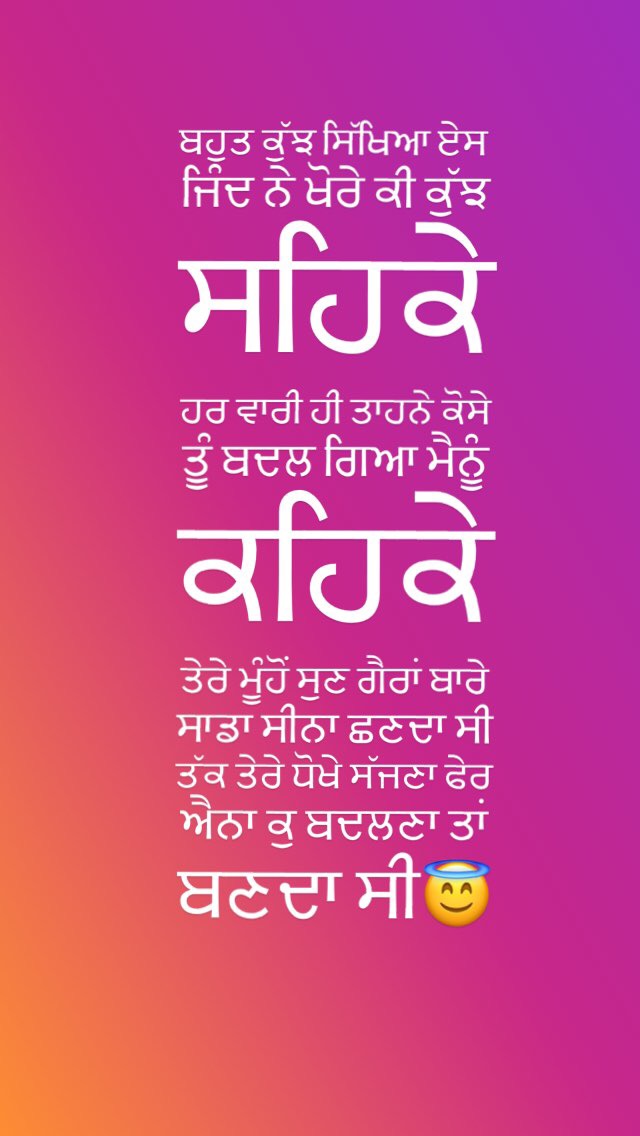 ਬਹੁਤ ਕੁੱਝ ਸਿੱਖਿਆ ਏਸ
ਜਿੰਦ ਨੇ ਖੋਰੇ ਕੀ ਕੁੱਝ
ਸਹਿਕੇ
ਹਰ ਵਾਰੀ ਹੀ ਤਾਹਨੇ ਕੋਸੇ
ਤੂੰ ਬਦਲ ਗਿਆ ਮੈਨੂੰ
ਕਹਿਕੇ
ਤੇਰੇ ਮੂੰਹੋਂ ਸੁਣ ਗੈਰਾਂ ਬਾਰੇ
ਸਾਡਾ ਸੀਨਾ ਛਣਦਾ ਸੀ
ਤੱਕ ਤੇਰੇ ਧੋਖੇ ਸੱਜਣਾ ਫੇਰ
ਐਨਾ ਕੁ ਬਦਲਣਾ ਤਾਂ
ਬਣਦਾ ਸੀ😇